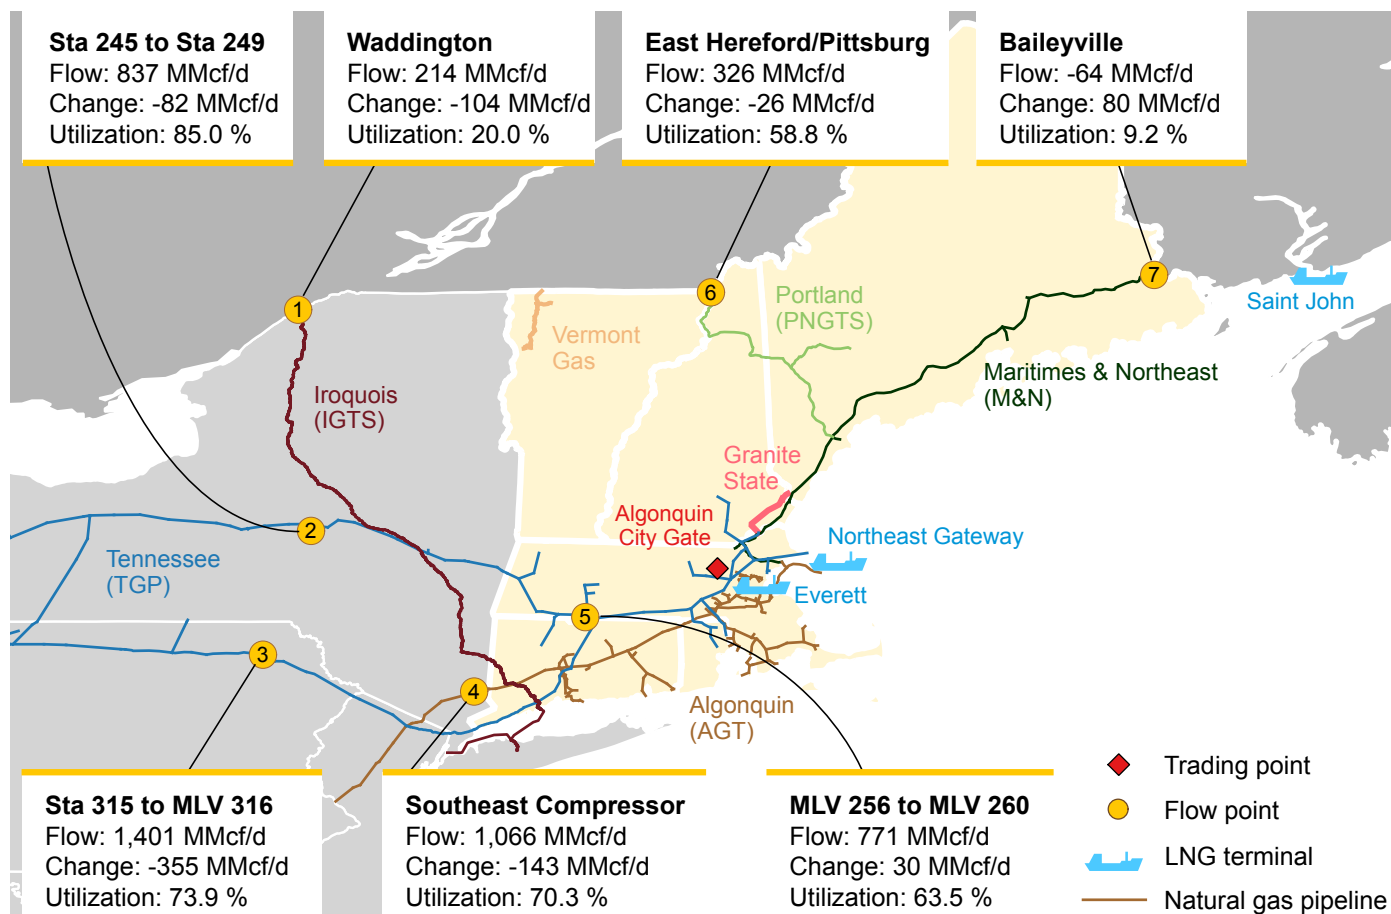 Sta 245 to Sta 249
Flow: 837 MMcf/d
Change: -82 MMcf/d
Utilization: 85.0 %
Waddington
Flow: 214 MMcf/d
Change: -104 MMcf/d
Utilization: 20.0 %
East Hereford/Pittsburg
Flow: 326 MMcf/d
Change: -26 MMcf/d
Utilization: 58.8 %
Baileyville
Flow: -64 MMcf/d
Change: 80 MMcf/d
Utilization: 9.2 %
7
6
1
Saint John
Portland
(PNGTS)
Vermont
Gas
Maritimes & Northeast
(M&N)
Iroquois
(IGTS)
Granite
State
Algonquin
City Gate
2
Northeast Gateway
Tennessee
(TGP)
Everett
5
3
4
Algonquin
(AGT)
Sta 315 to MLV 316
Flow: 1,401 MMcf/d
Change: -355 MMcf/d
Utilization: 73.9 %
Southeast Compressor
Flow: 1,066 MMcf/d
Change: -143 MMcf/d
Utilization: 70.3 %
MLV 256 to MLV 260
Flow: 771 MMcf/d
Change: 30 MMcf/d
Utilization: 63.5 %
Trading point
Flow point
LNG terminal
Natural gas pipeline